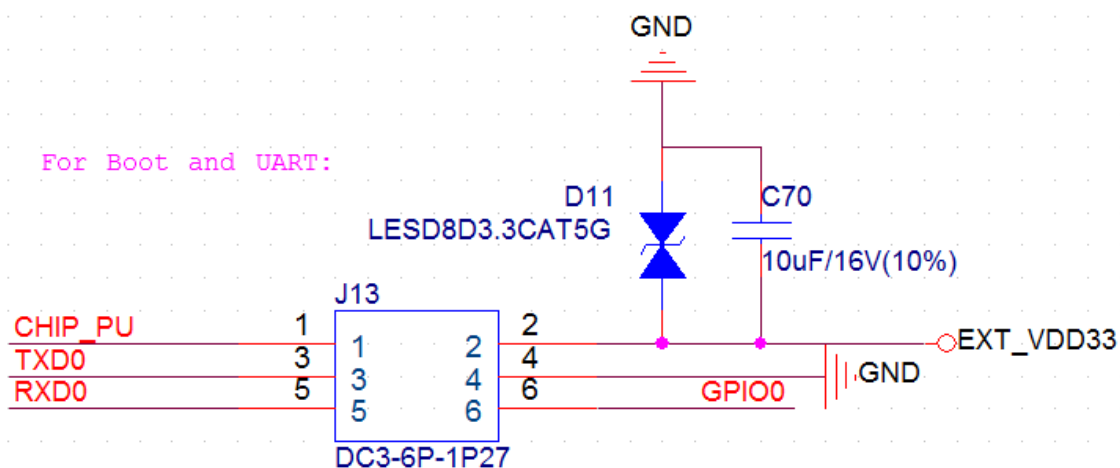 GND
For Boot and UART:
D11
C70
LESD8D3.3CAT5G
10uF/16V(10%)
J13
CHIP_PU 1 1 2 2 EXT_VDD33
TXD0 3 3 4 4 GND
RXD0 5 5 6 6 GPIO0
DC3-6P-1P27